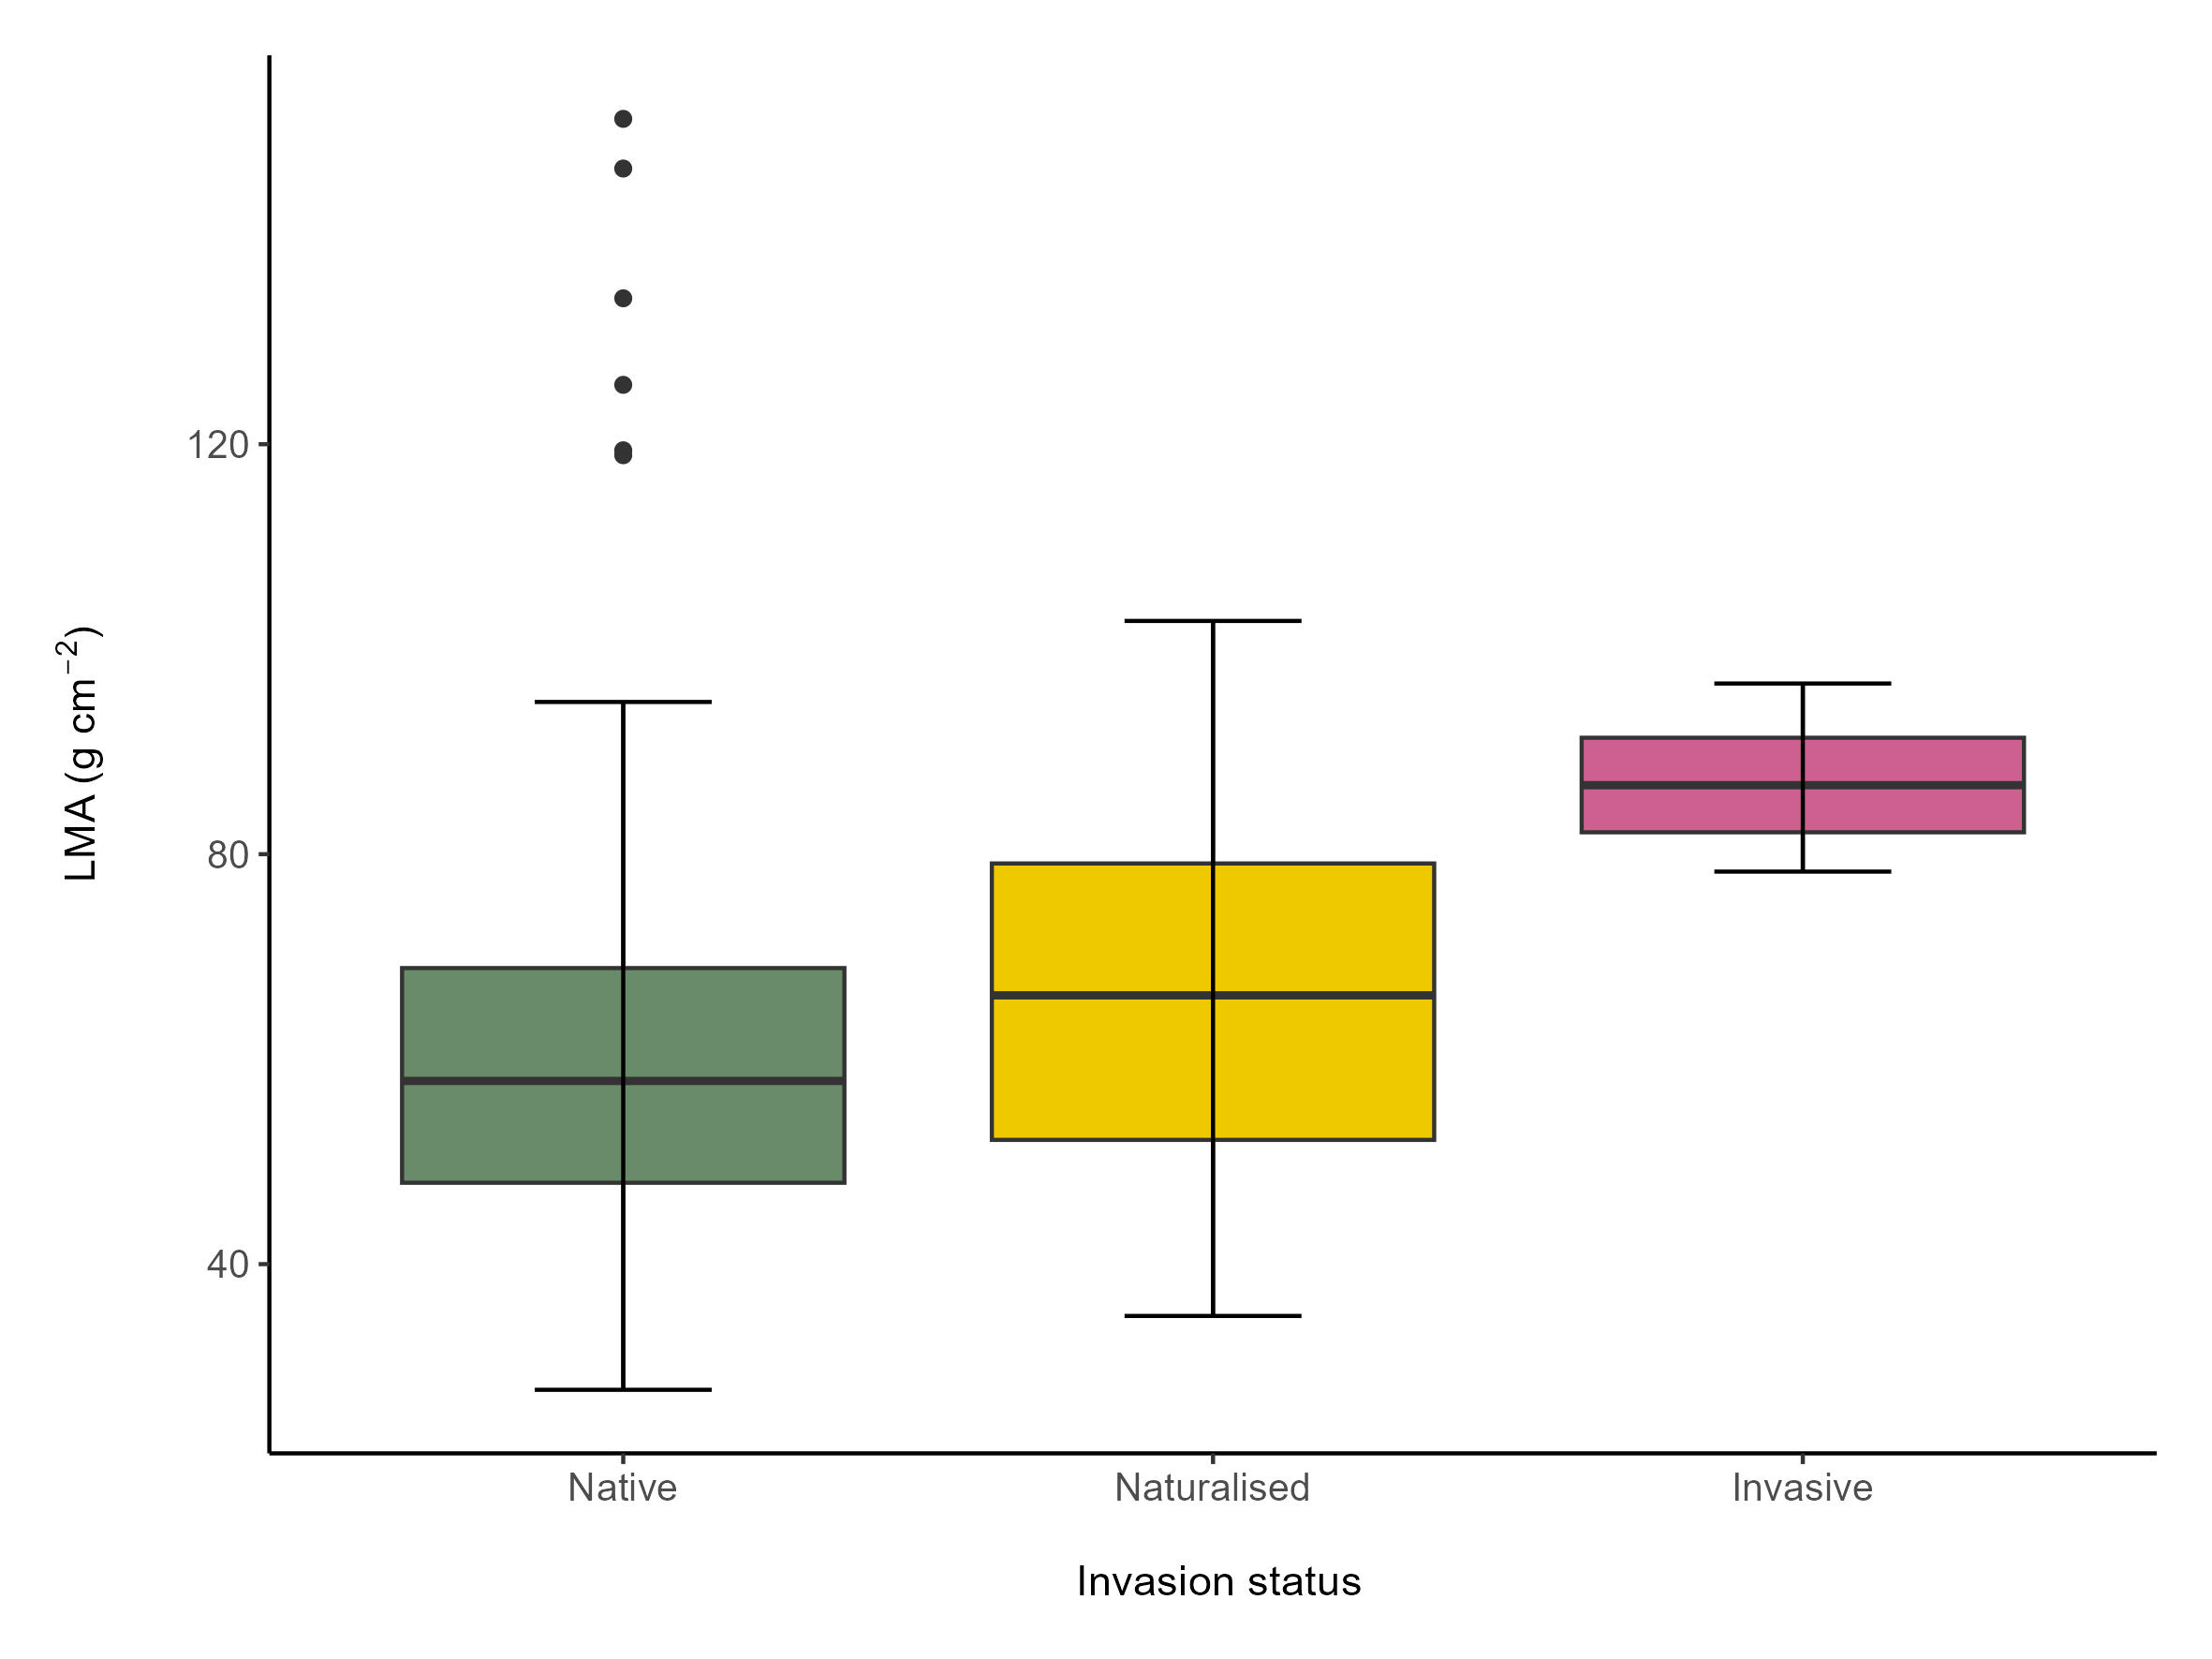 LMA (g cm⁻²)
120
80
40
Native Naturalised Invasive
Invasion status